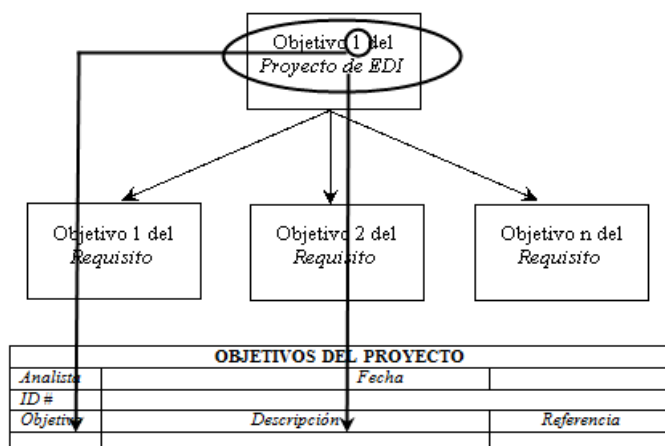 Objetivo 1 del
Proyecto de EDI
Objetivo 1 del
Requisito
Objetivo 2 del
Requisito
Objetivo n del
Requisito
OBJETIVOS DEL PROYECTO
Analista Fecha
ID #
Objetivo Descripción Referencia